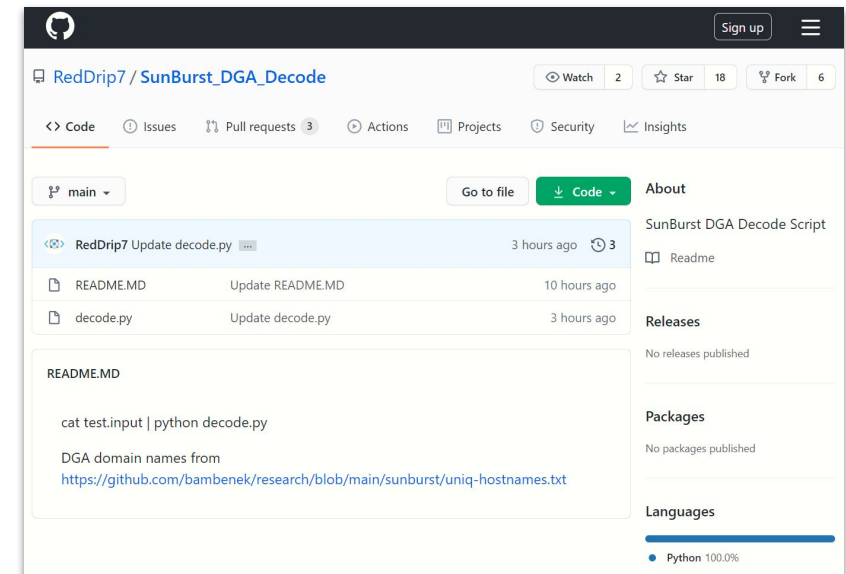 Sign up
RedDrip7 / SunBurst_DGA_Decode
Watch 2 Star 18 Fork 6
Code Issues Pull requests 3 Actions Projects Security Insights
main Go to file Code
RedDrip7 Update decode.py ... 3 hours ago 3
README.MD Update README.MD 10 hours ago
decode.py Update decode.py 3 hours ago
README.MD
cat test.input | python decode.py
DGA domain names from
https://github.com/bambenek/research/blob/main/sunburst/uniq-hostnames.txt
About
SunBurst DGA Decode Script
Readme
Releases
No releases published
Packages
No packages published
Languages
Python 100.0%